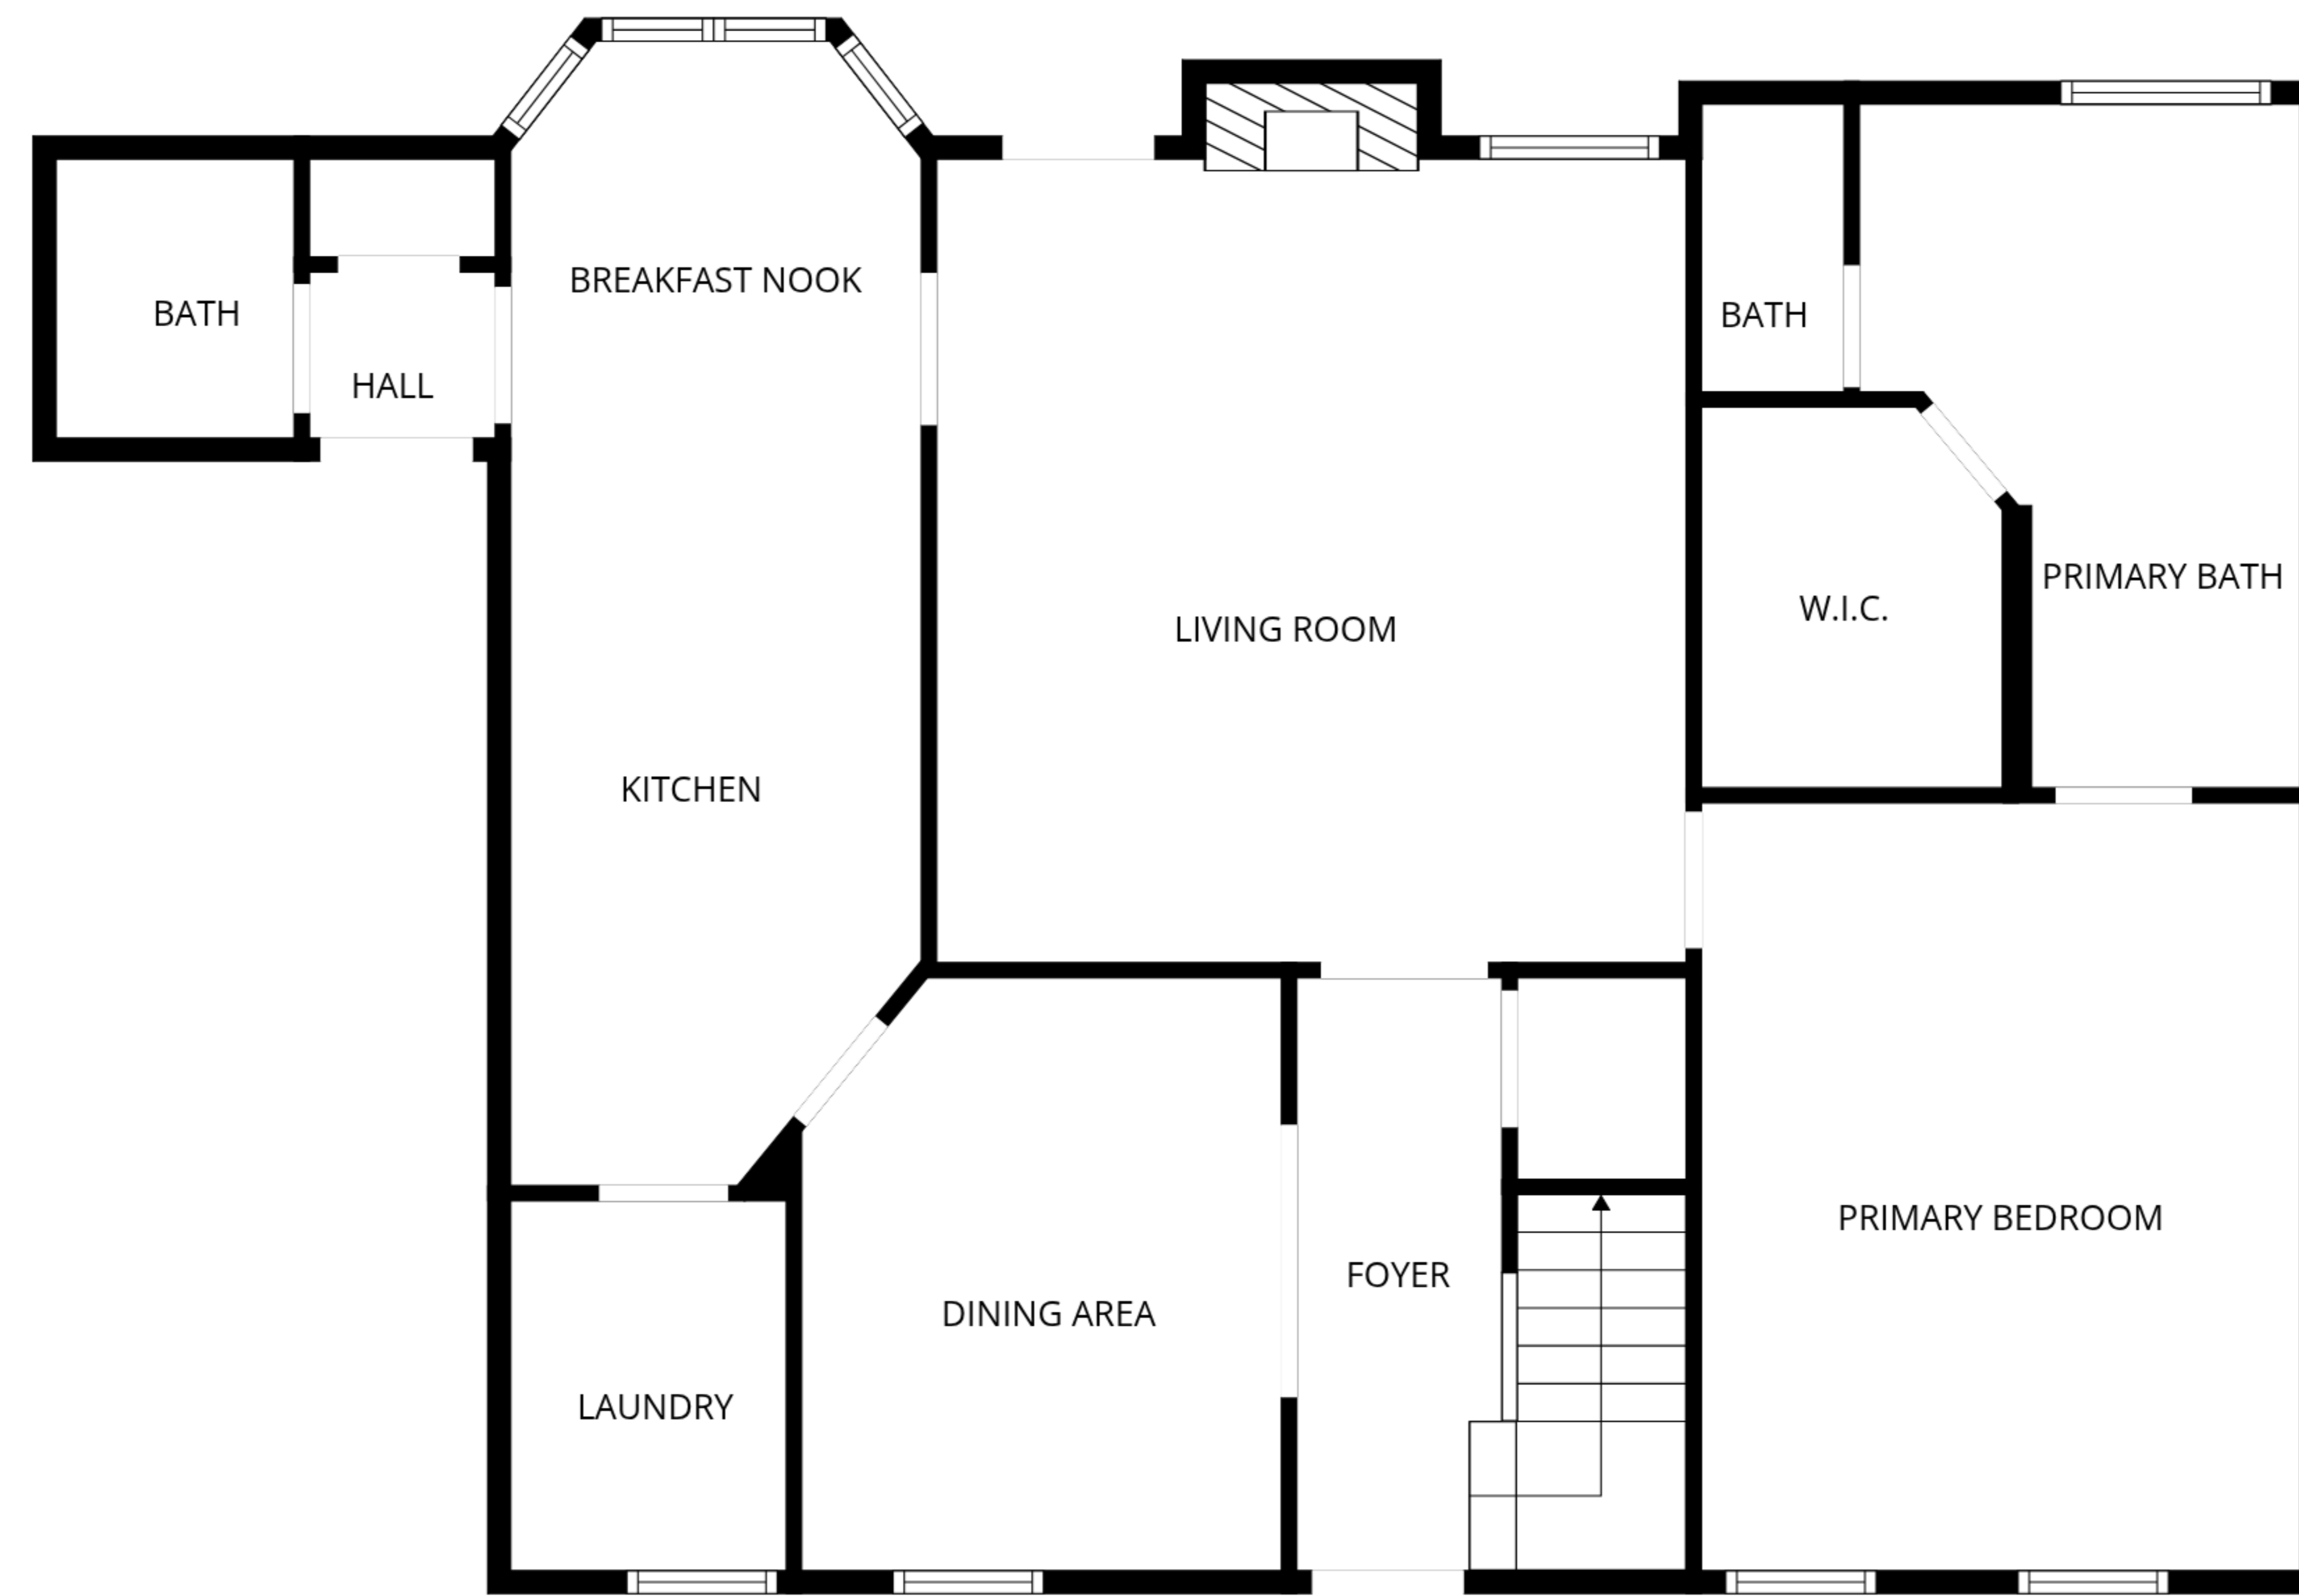 BREAKFAST NOOK
BATH
BATH
HALL
PRIMARY BATH
W.I.C.
LIVING ROOM
KITCHEN
PRIMARY BEDROOM
FOYER
DINING AREA
LAUNDRY